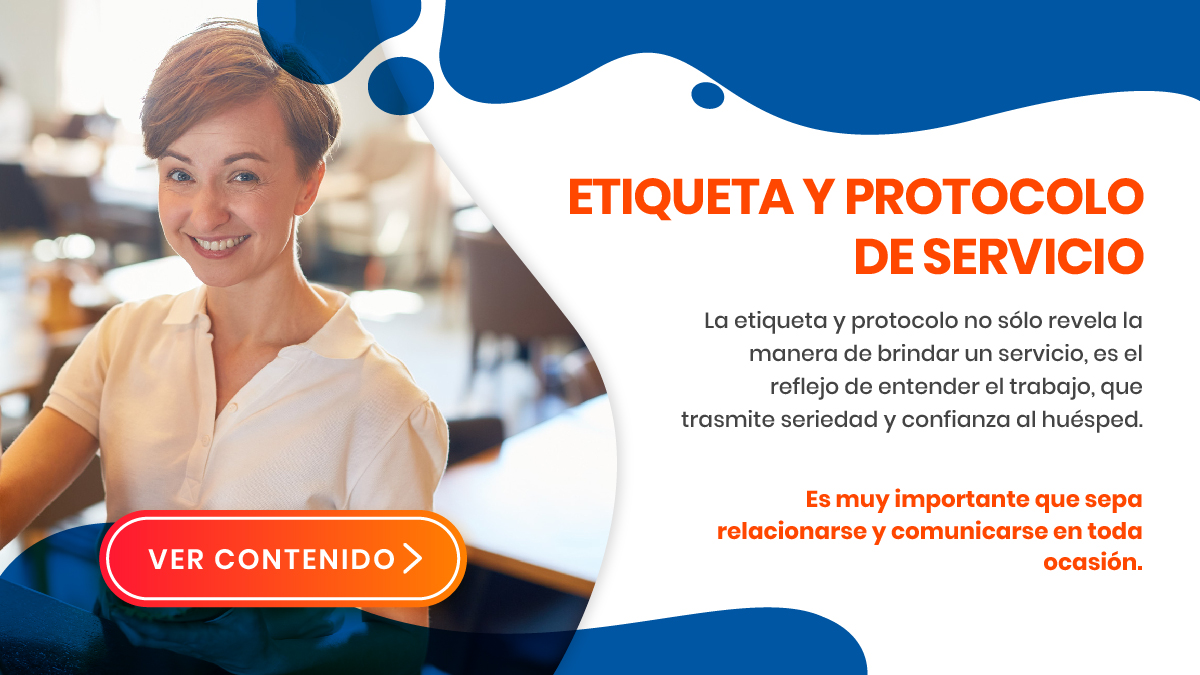 ETIQUETA Y PROTOCOLO
DE SERVICIO
La etiqueta y protocolo no sólo revela la
manera de brindar un servicio, es el
reflejo de entender el trabajo, que
trasmite seriedad y confianza al huésped.
Es muy importante que sepa
relacionarse y comunicarse en toda
ocasión.
VER CONTENIDO